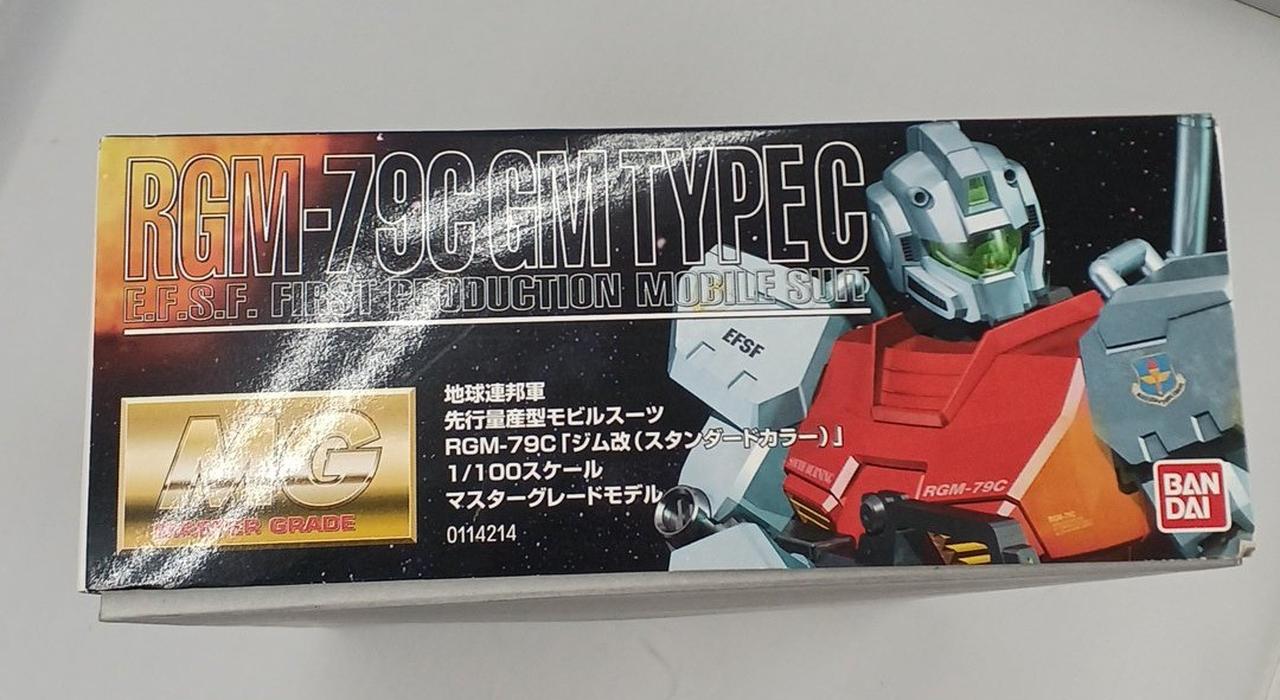 RGM-79C GM TYPE C
E.F.S.F. FIRST PRODUCTION MOBILE SUIT
MG
MASTER GRADE
地球連邦軍
先行量産型モビルスーツ
RGM-79C「ジム改(スタンダードカラー)」
1/100スケール
マスターグレードモデル
0114214
EFSF
RGM-79C
BAN
DAI